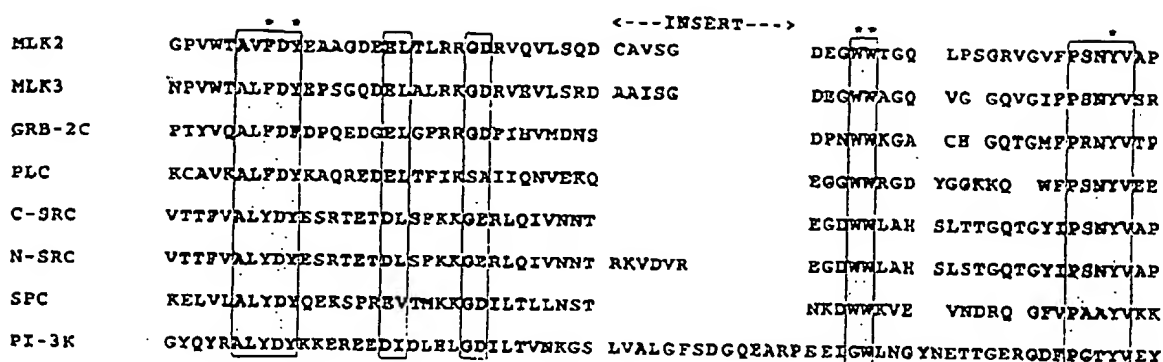 * * <---INSERT---> ** *
MLK2 GPVWTAVFDYEAAGDEELTLRRGDRVQVLSQD CAVSG DEGWWTGQ LPSGRVGVFPSNYVAP
MLK3 NPVWTALFDYEPSGQDELALRKGDRVEVLSRD AAISG DEGWWAGQ VG GQVGIFPSNYVSR
GRB-2C PTYVQALFDFDPQEDGELGFRRGDFIHVMDNS DPNWWKGA CH GQTGMFPRNYVTP
PLC KCAVKALFDYKAQREDELTFIKSAIIQNVEKQ EGGWWRGD YGGKKQ WFPSNYVEE
C-SRC VTTFVALYDYESRTETDLSFKKGERLQIVNNT EGDWWLAH SLTTGQTGYIPSNYVAP
N-SRC VTTFVALYDYESRTETDLSFKKGERLQIVNNT RKVDVR EGDWWLAH SLSTGQTGYIPSNYVAP
SPC KELVLALYDYQEKSPREVTMKKGDILTLLNST NKDWWKVE VNDRQ GFVPAAYVKK
PI-3K GYQYRALYDYKKEREEDIDLHLGDILTVNKGS LVALGFSDGQEARPEEIGWLNGYNETTGERGDFPGTYVEY